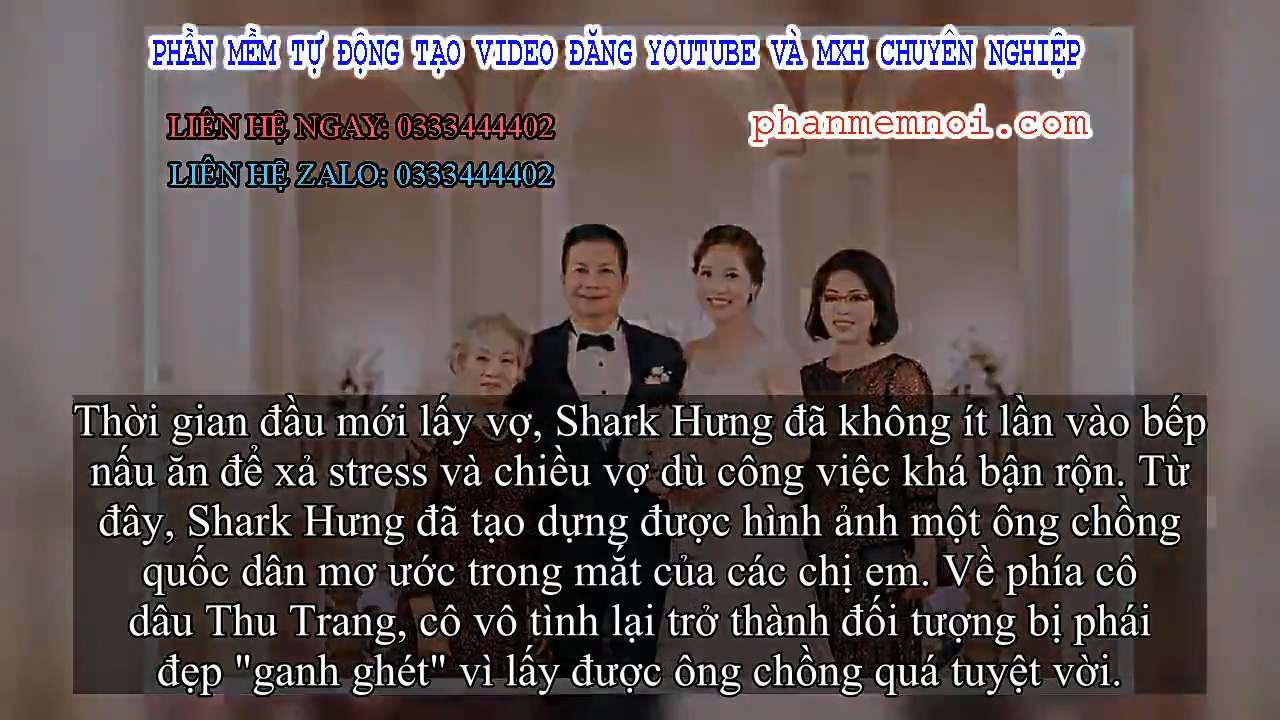 PHẦN MỀM TỰ ĐỘNG TẠO VIDEO ĐĂNG YOUTUBE VÀ MXH CHUYÊN NGHIỆP
LIÊN HỆ NGAY: 0333444402
phanmemnoi.com
LIÊN HỆ ZALO: 0333444402
Thời gian đầu mới lấy vợ, Shark Hưng đã không ít lần vào bếp
nấu ăn để xả stress và chiều vợ dù công việc khá bận rộn. Từ
đây, Shark Hưng đã tạo dựng được hình ảnh một ông chồng
quốc dân mơ ước trong mắt của các chị em. Về phía cô
dâu Thu Trang, cô vô tình lại trở thành đối tượng bị phái
đẹp "ganh ghét" vì lấy được ông chồng quá tuyệt vời.